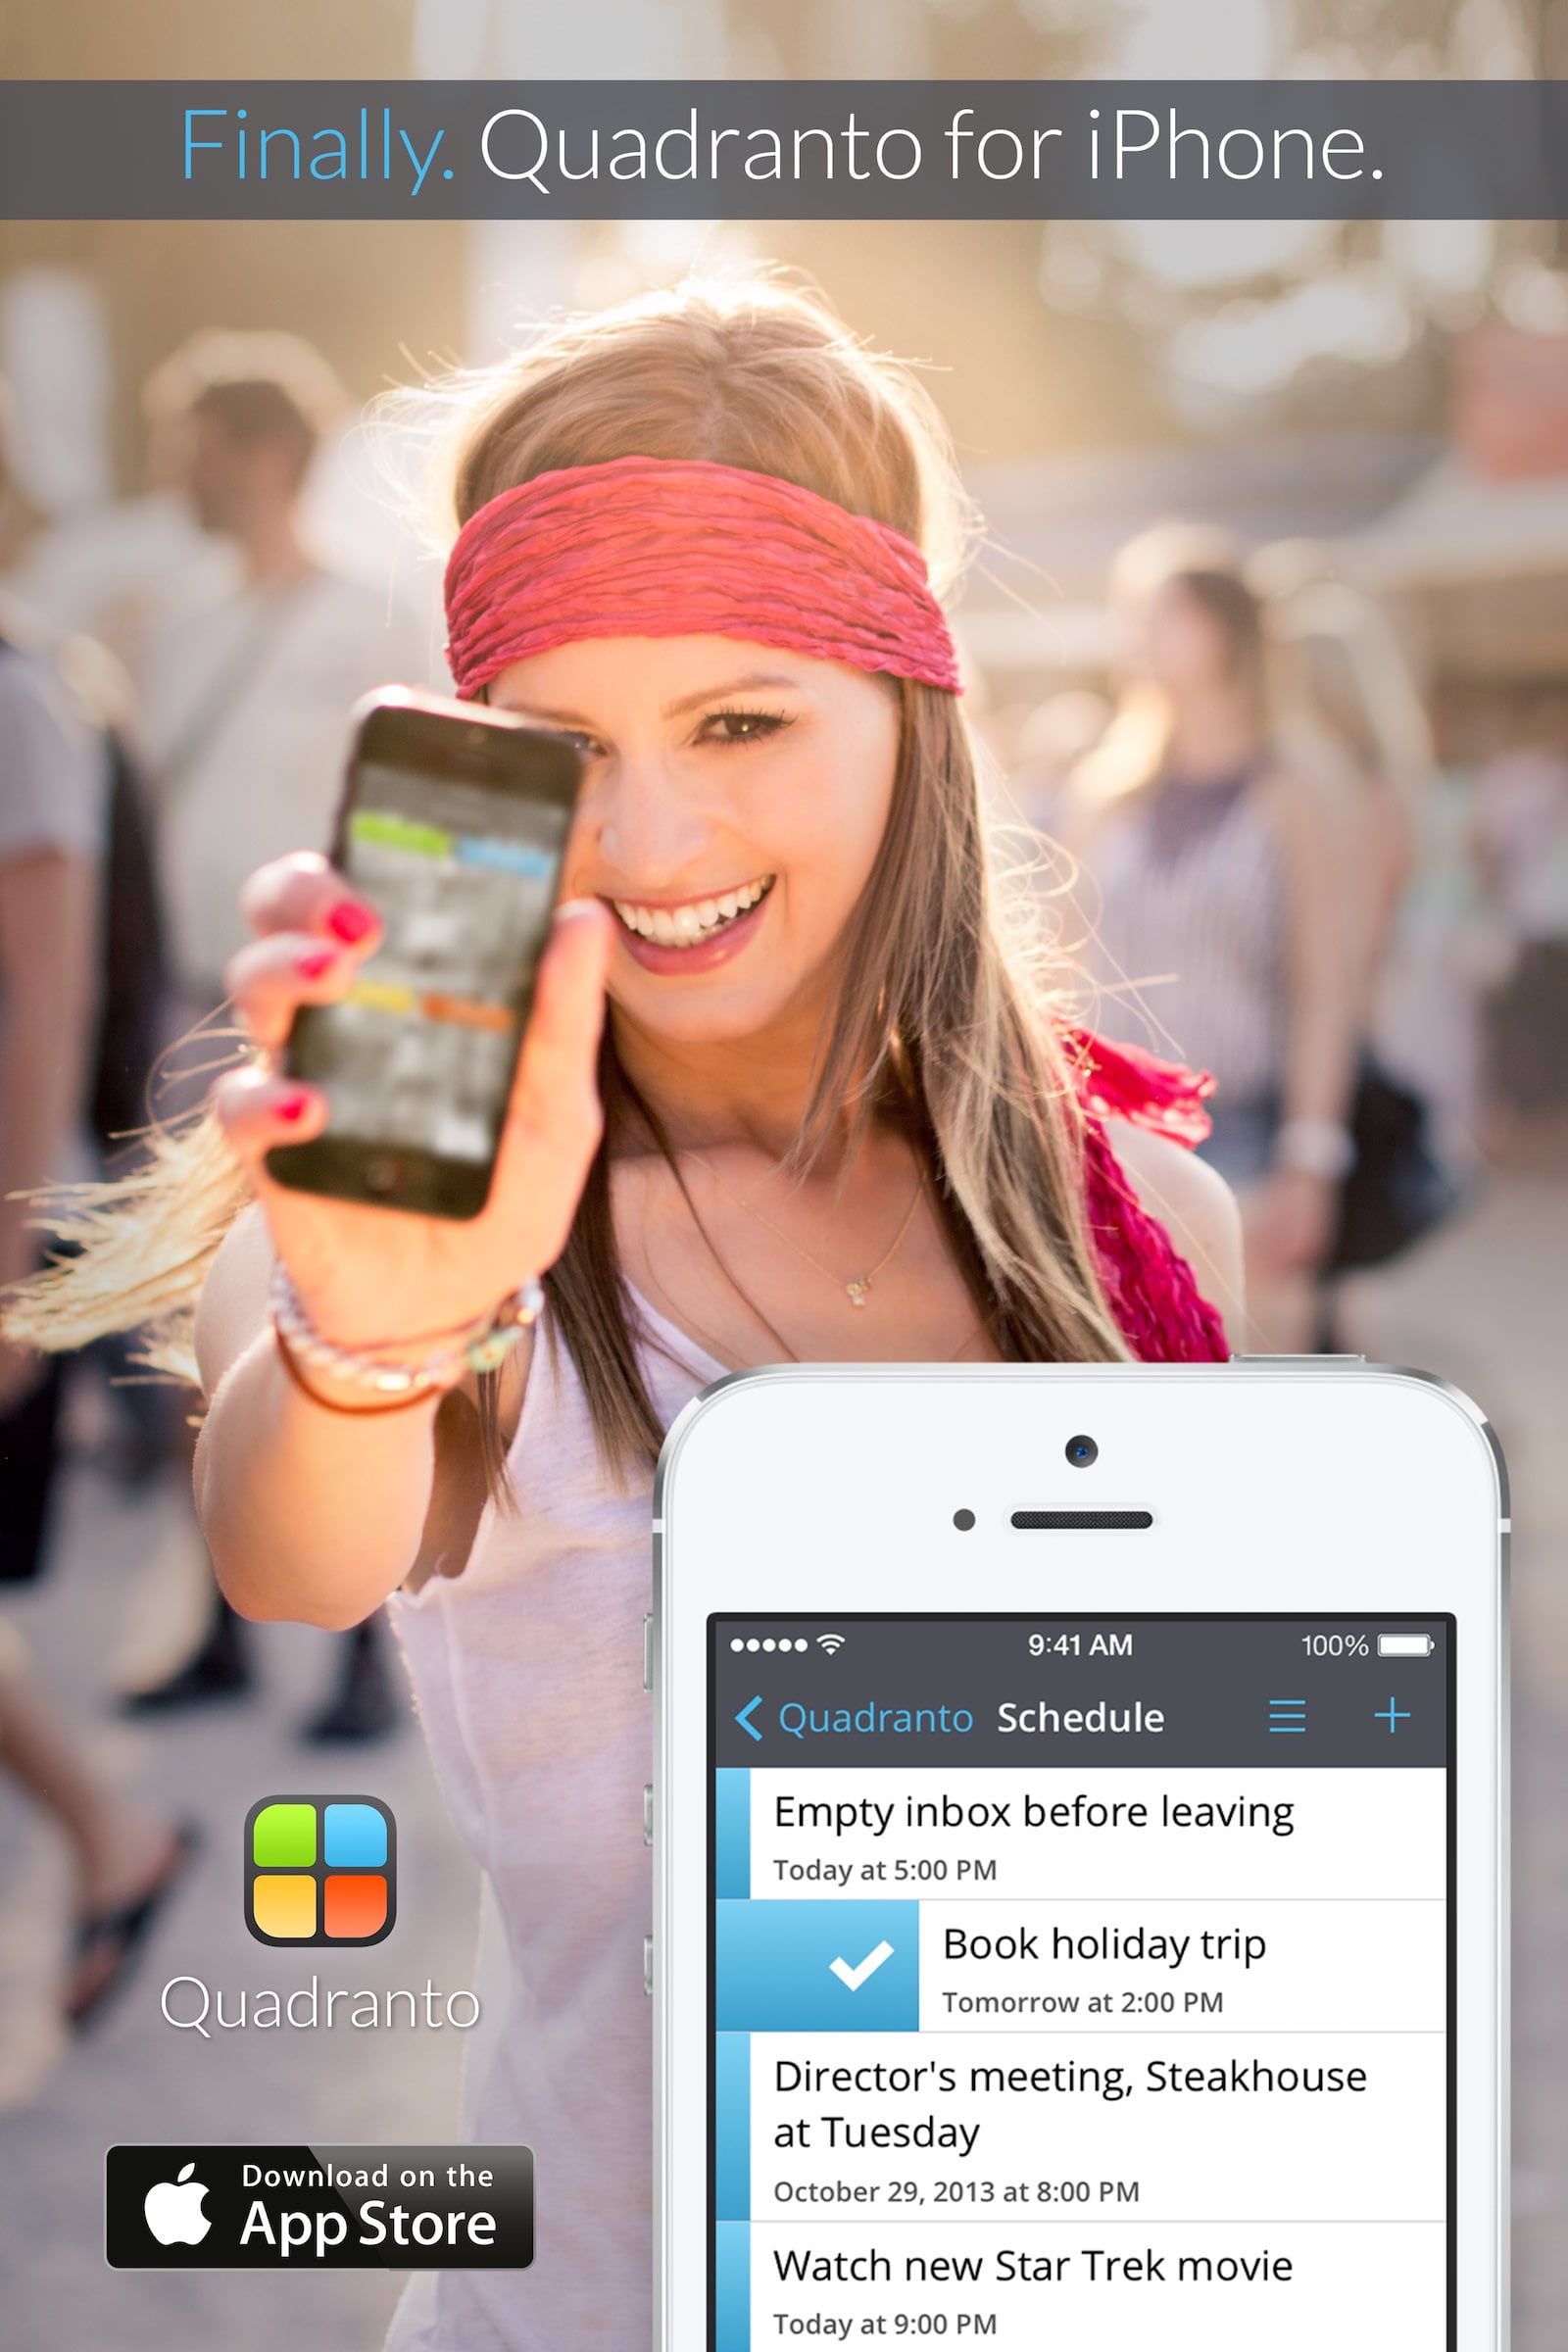 Finally. Quadranto for iPhone.
9:41 AM
100%
Quadranto
Schedule
Empty inbox before leaving
Today at 5:00 PM
Book holiday trip
Tomorrow at 2:00 PM
Director's meeting, Steakhouse
at Tuesday
October 29, 2013 at 8:00 PM
Watch new Star Trek movie
Today at 9:00 PM
Quadranto
Download on the
App Store